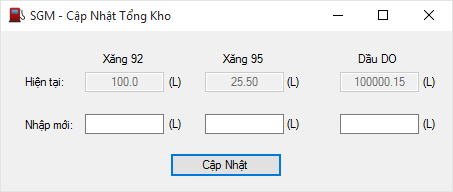 SGM - Cập Nhật Tổng Kho
Xăng 92 Xăng 95 Dầu DO
Hiện tại: 100.0 (L) 25.50 (L) 100000.15 (L)
Nhập mới: (L) (L) (L)
Cập Nhật